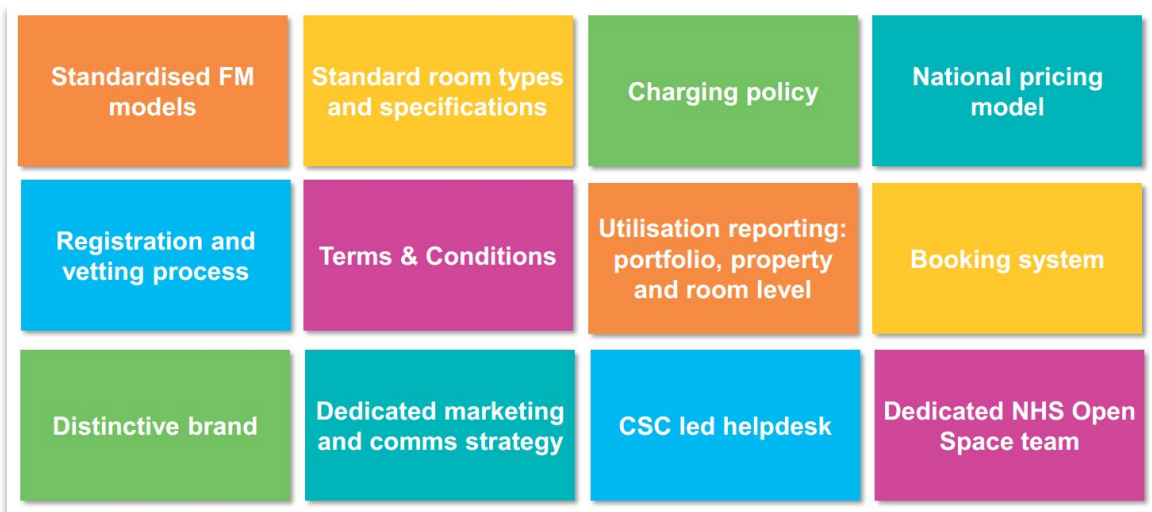 Standardised FM
models
Standard room types
and specifications
Charging policy
National pricing
model
Registration and
vetting process
Terms & Conditions
Utilisation reporting:
portfolio, property
and room level
Booking system
Distinctive brand
Dedicated marketing
and comms strategy
CSC led helpdesk
Dedicated NHS Open
Space team